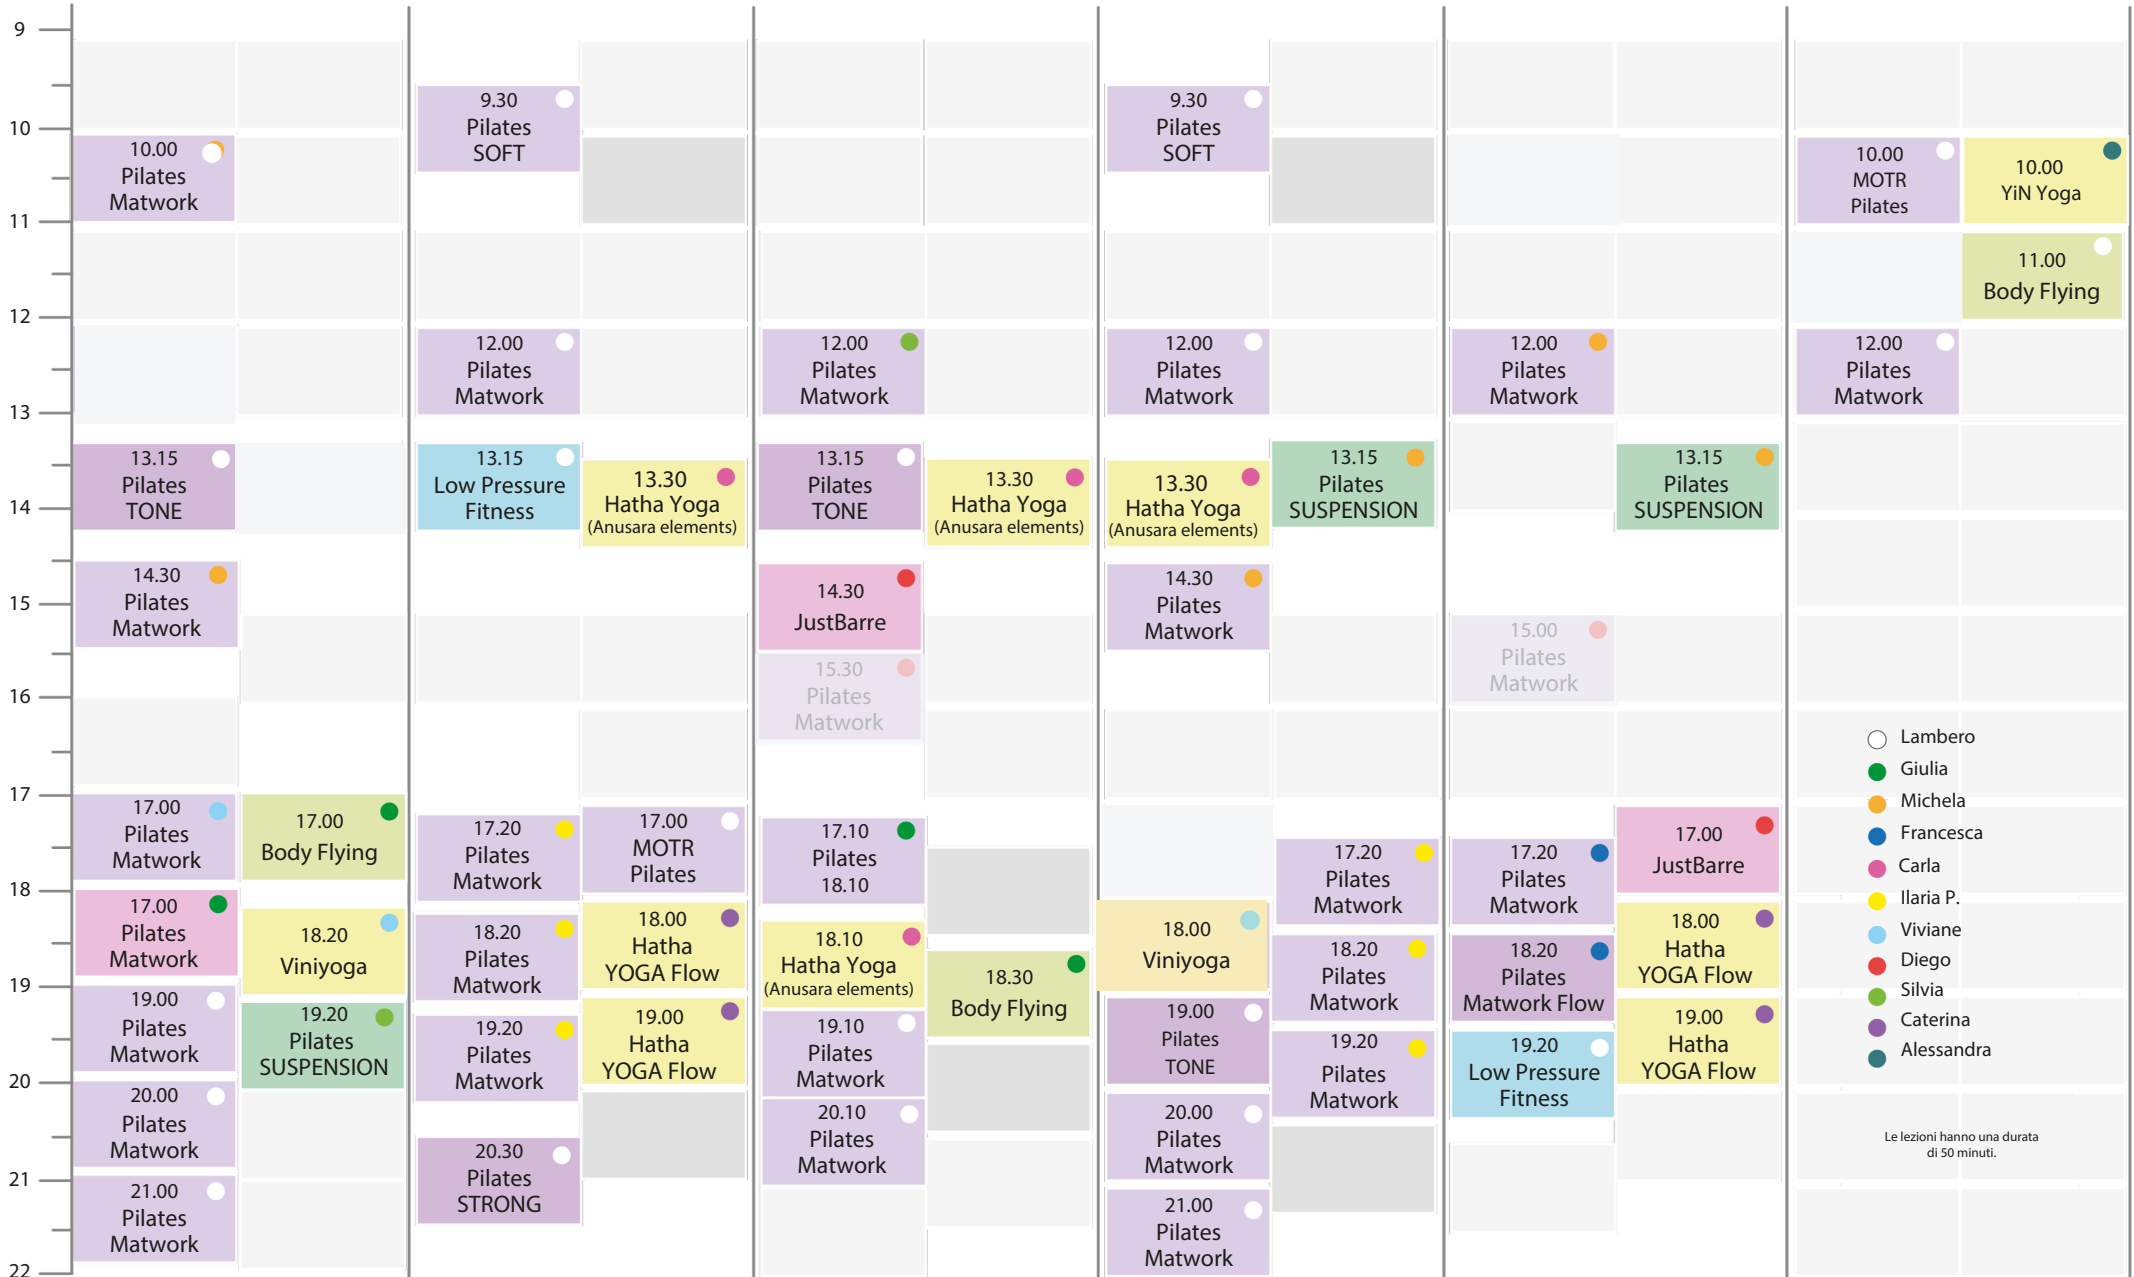 9
10
11
12
13
14
15
16
17
18
19
20
21
22
10.00
Pilates
Matwork
13.15
Pilates
TONE
14.30
Pilates
Matwork
17.00
Pilates
Matwork
17.00
Pilates
Matwork
19.00
Pilates
Matwork
20.00
Pilates
Matwork
21.00
Pilates
Matwork
17.00
Body Flying
18.20
Viniyoga
19.20
Pilates
SUSPENSION
9.30
Pilates
SOFT
12.00
Pilates
Matwork
13.15
Low Pressure
Fitness
17.20
Pilates
Matwork
18.20
Pilates
Matwork
19.20
Pilates
Matwork
20.30
Pilates
STRONG
13.30
Hatha Yoga
(Anusara elements)
17.00
MOTR
Pilates
18.00
Hatha
YOGA Flow
19.00
Hatha
YOGA Flow
12.00
Pilates
Matwork
13.15
Pilates
TONE
14.30
JustBarre
15.30
Pilates
Matwork
17.10
Pilates
18.10
18.10
Hatha Yoga
(Anusara elements)
19.10
Pilates
Matwork
20.10
Pilates
Matwork
13.30
Hatha Yoga
(Anusara elements)
18.30
Body Flying
9.30
Pilates
SOFT
12.00
Pilates
Matwork
13.30
Hatha Yoga
(Anusara elements)
14.30
Pilates
Matwork
18.00
Viniyoga
19.00
Pilates
TONE
20.00
Pilates
Matwork
21.00
Pilates
Matwork
13.15
Pilates
SUSPENSION
17.20
Pilates
Matwork
18.20
Pilates
Matwork
19.20
Pilates
Matwork
12.00
Pilates
Matwork
15.00
Pilates
Matwork
17.20
Pilates
Matwork
18.20
Pilates
Matwork Flow
19.20
Low Pressure
Fitness
13.15
Pilates
SUSPENSION
17.00
JustBarre
18.00
Hatha
YOGA Flow
19.00
Hatha
YOGA Flow
10.00
MOTR
Pilates
12.00
Pilates
Matwork
10.00
YiN Yoga
11.00
Body Flying
Lambero
Giulia
Michela
Francesca
Carla
Ilaria P.
Viviane
Diego
Silvia
Caterina
Alessandra
Le lezioni hanno una durata
di 50 minuti.